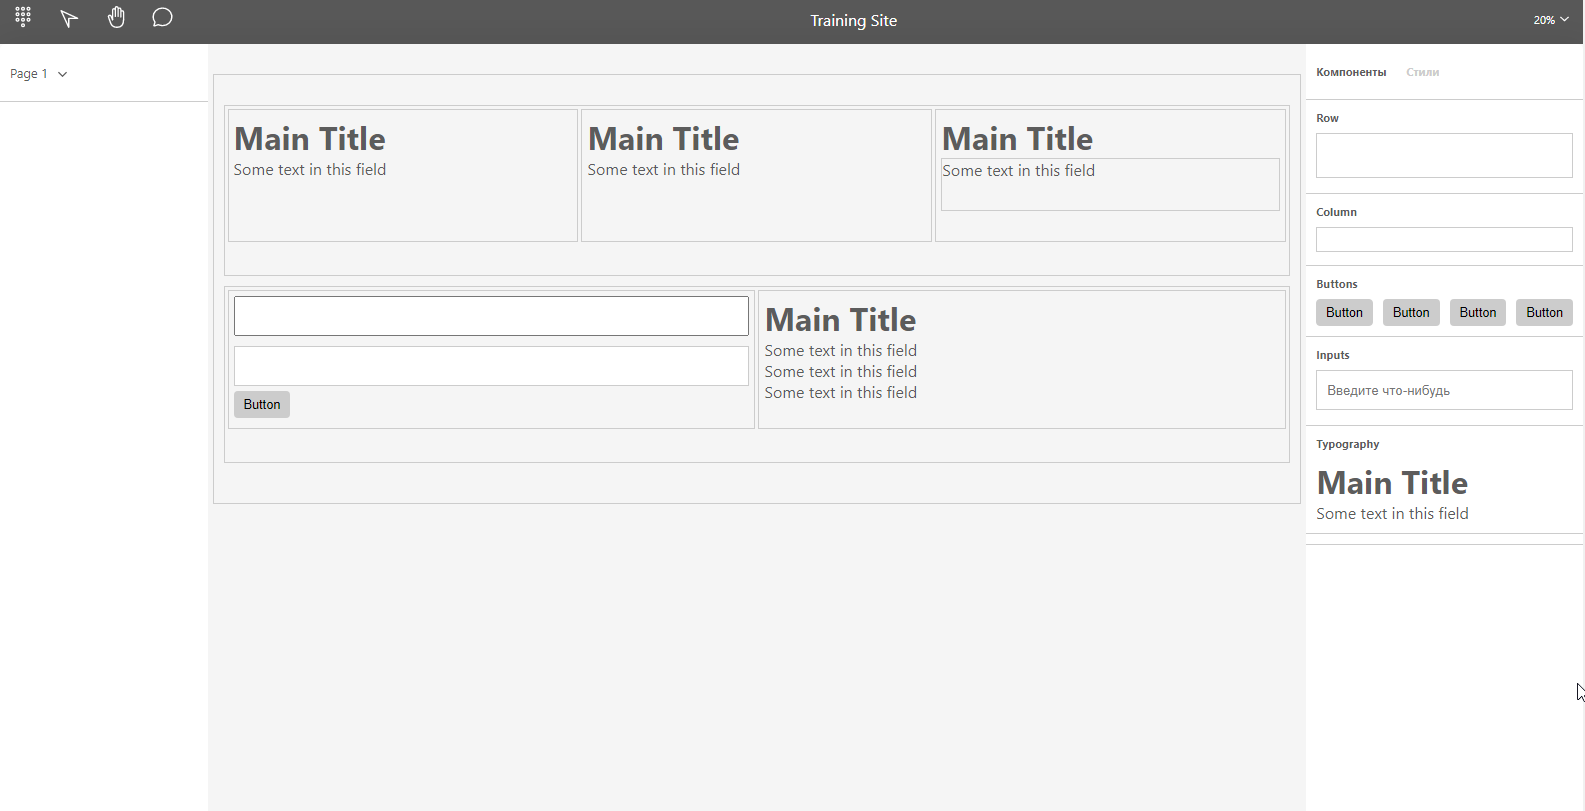 Training Site
20%
Page 1
Main Title
Some text in this field
Main Title
Some text in this field
Main Title
Some text in this field
Button
Main Title
Some text in this field
Some text in this field
Some text in this field
Компоненты Стили
Row
Column
Buttons
Button Button Button Button
Inputs
Введите что-нибудь
Typography
Main Title
Some text in this field